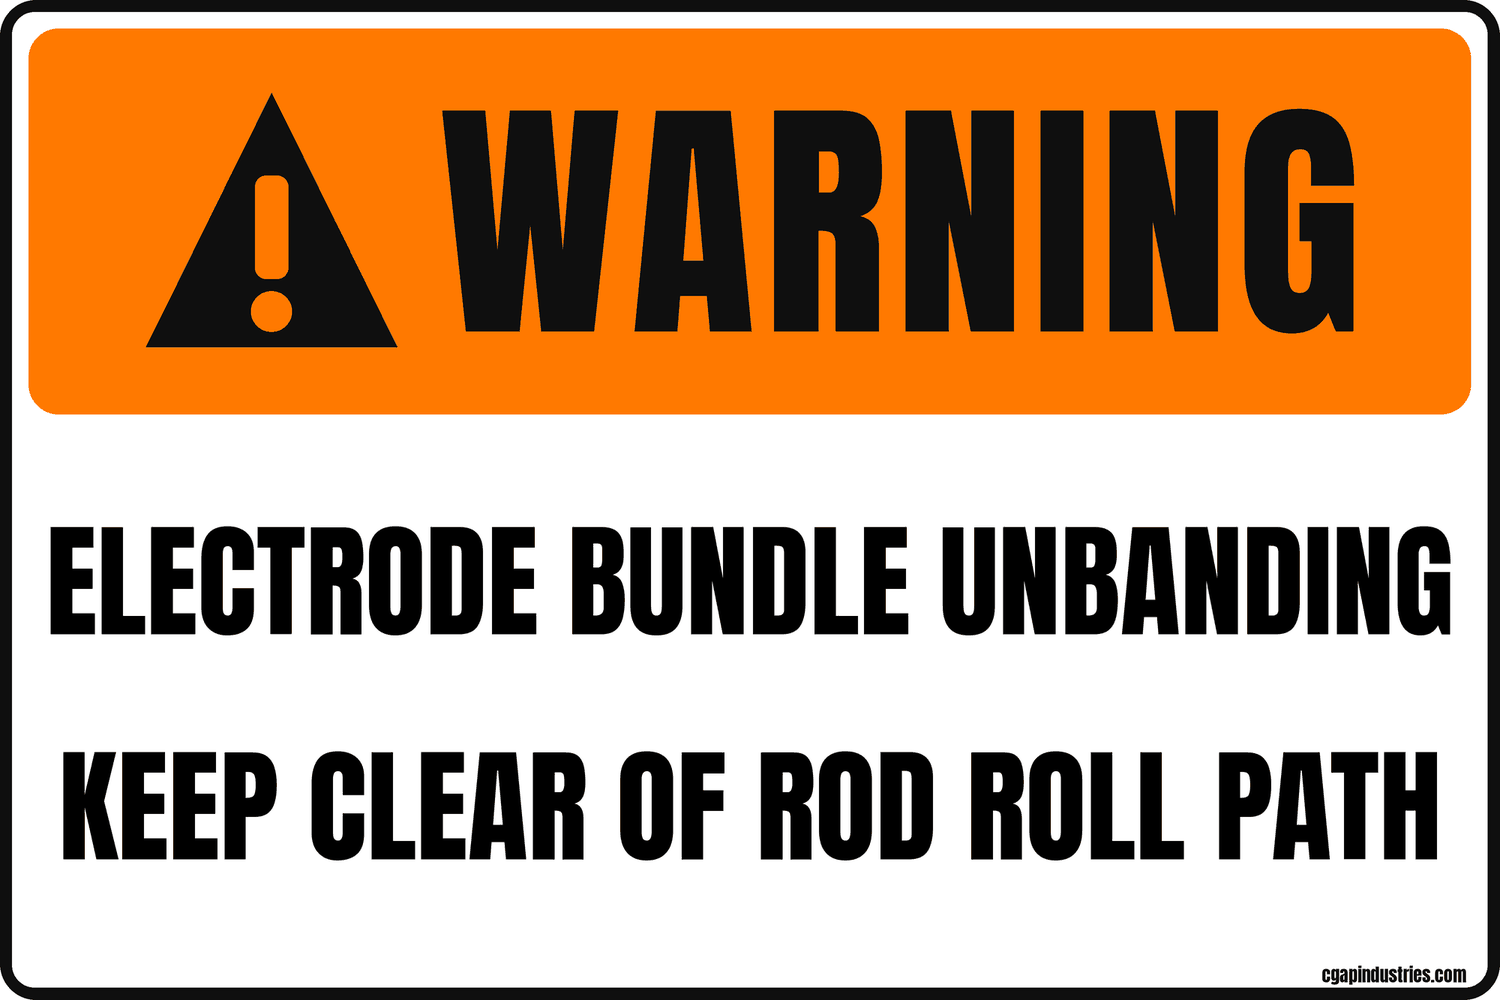 WARNING
ELECTRODE BUNDLE UNBANDING
KEEP CLEAR OF ROD ROLL PATH
cgapindustries.com